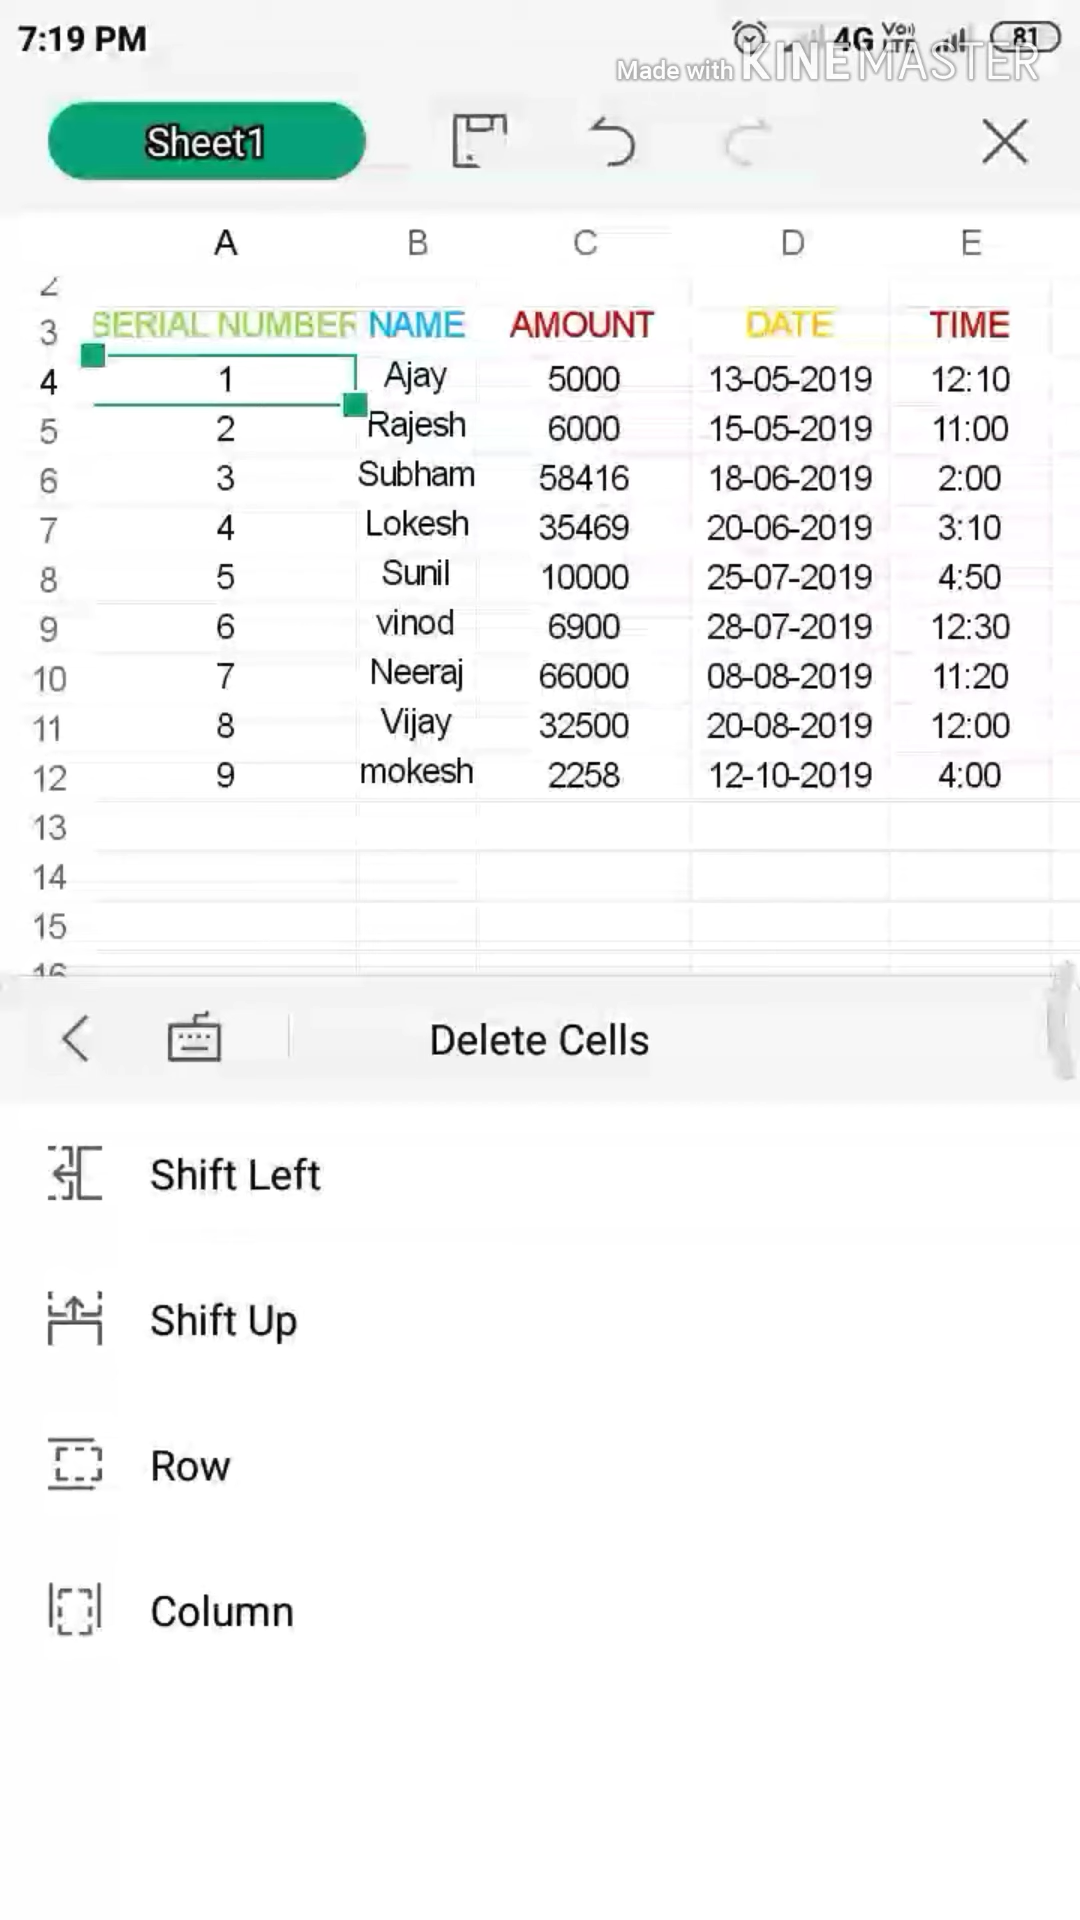 7:19 PM 4G VoLTE 81
Made with KINEMASTER
Sheet1
A B C D E
2
3 SERIAL NUMBER NAME AMOUNT DATE TIME
4 1 Ajay 5000 13-05-2019 12:10
5 2 Rajesh 6000 15-05-2019 11:00
6 3 Subham 58416 18-06-2019 2:00
7 4 Lokesh 35469 20-06-2019 3:10
8 5 Sunil 10000 25-07-2019 4:50
9 6 vinod 6900 28-07-2019 12:30
10 7 Neeraj 66000 08-08-2019 11:20
11 8 Vijay 32500 20-08-2019 12:00
12 9 mokesh 2258 12-10-2019 4:00
13
14
15
16
Delete Cells
Shift Left
Shift Up
Row
Column